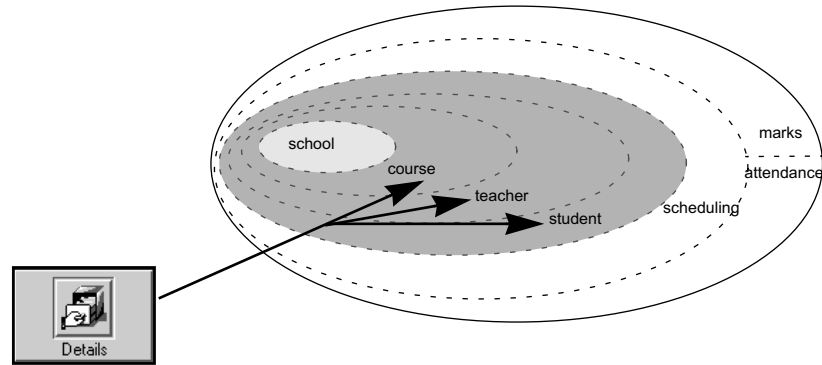 marks
school
course
attendance
teacher
scheduling
student
Details